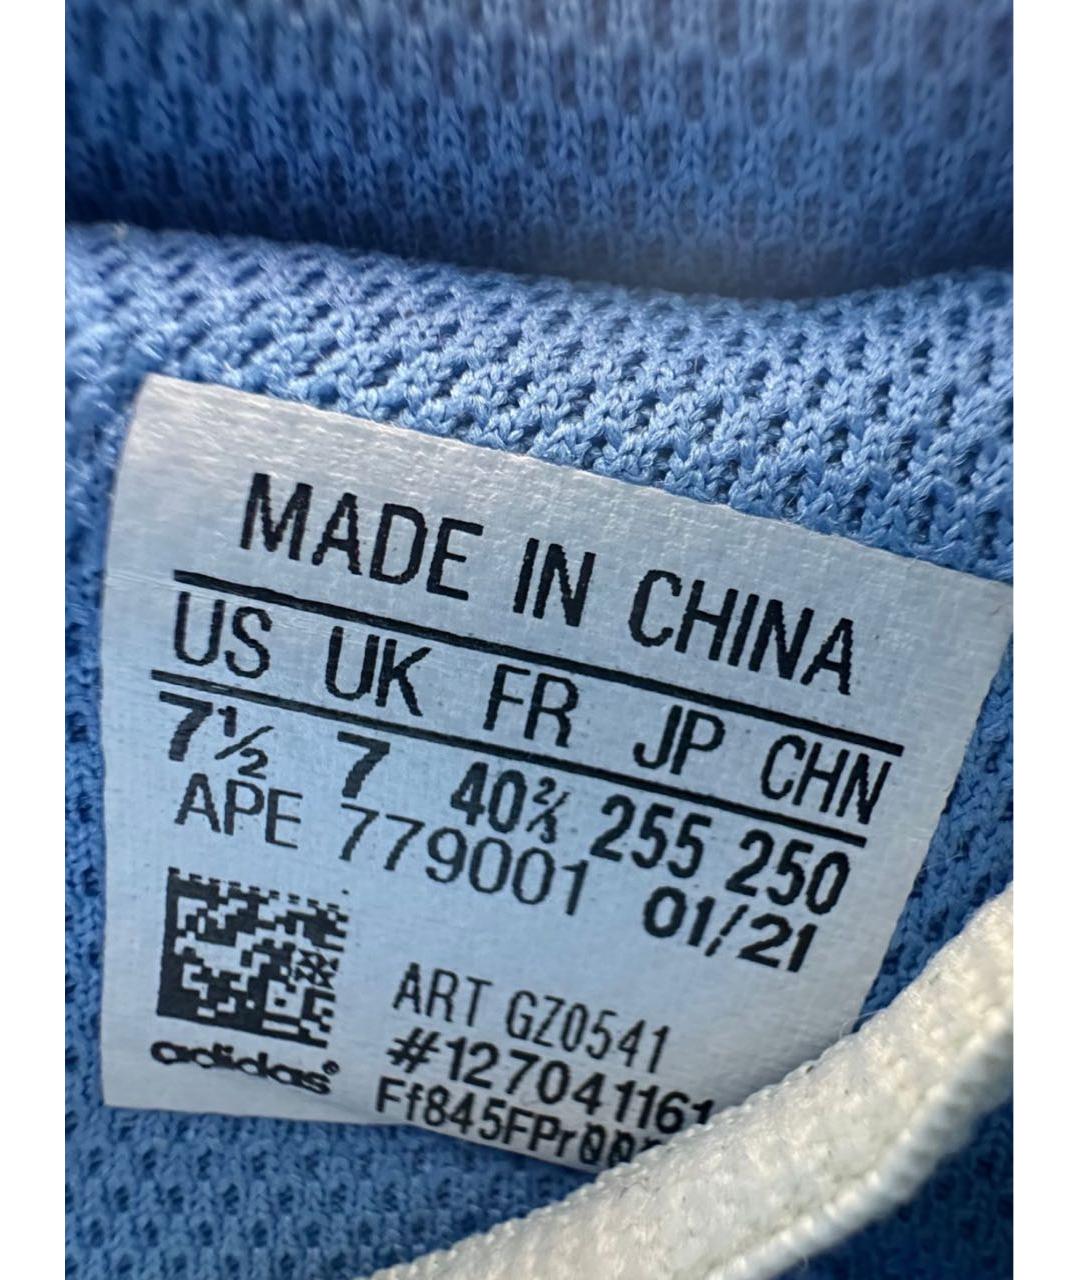 MADE IN CHINA
US UK FR JP CHN
7½ 7 40⅔ 255 250
APE 779001 01/21
ART GZ0541
#127041161
adidas®